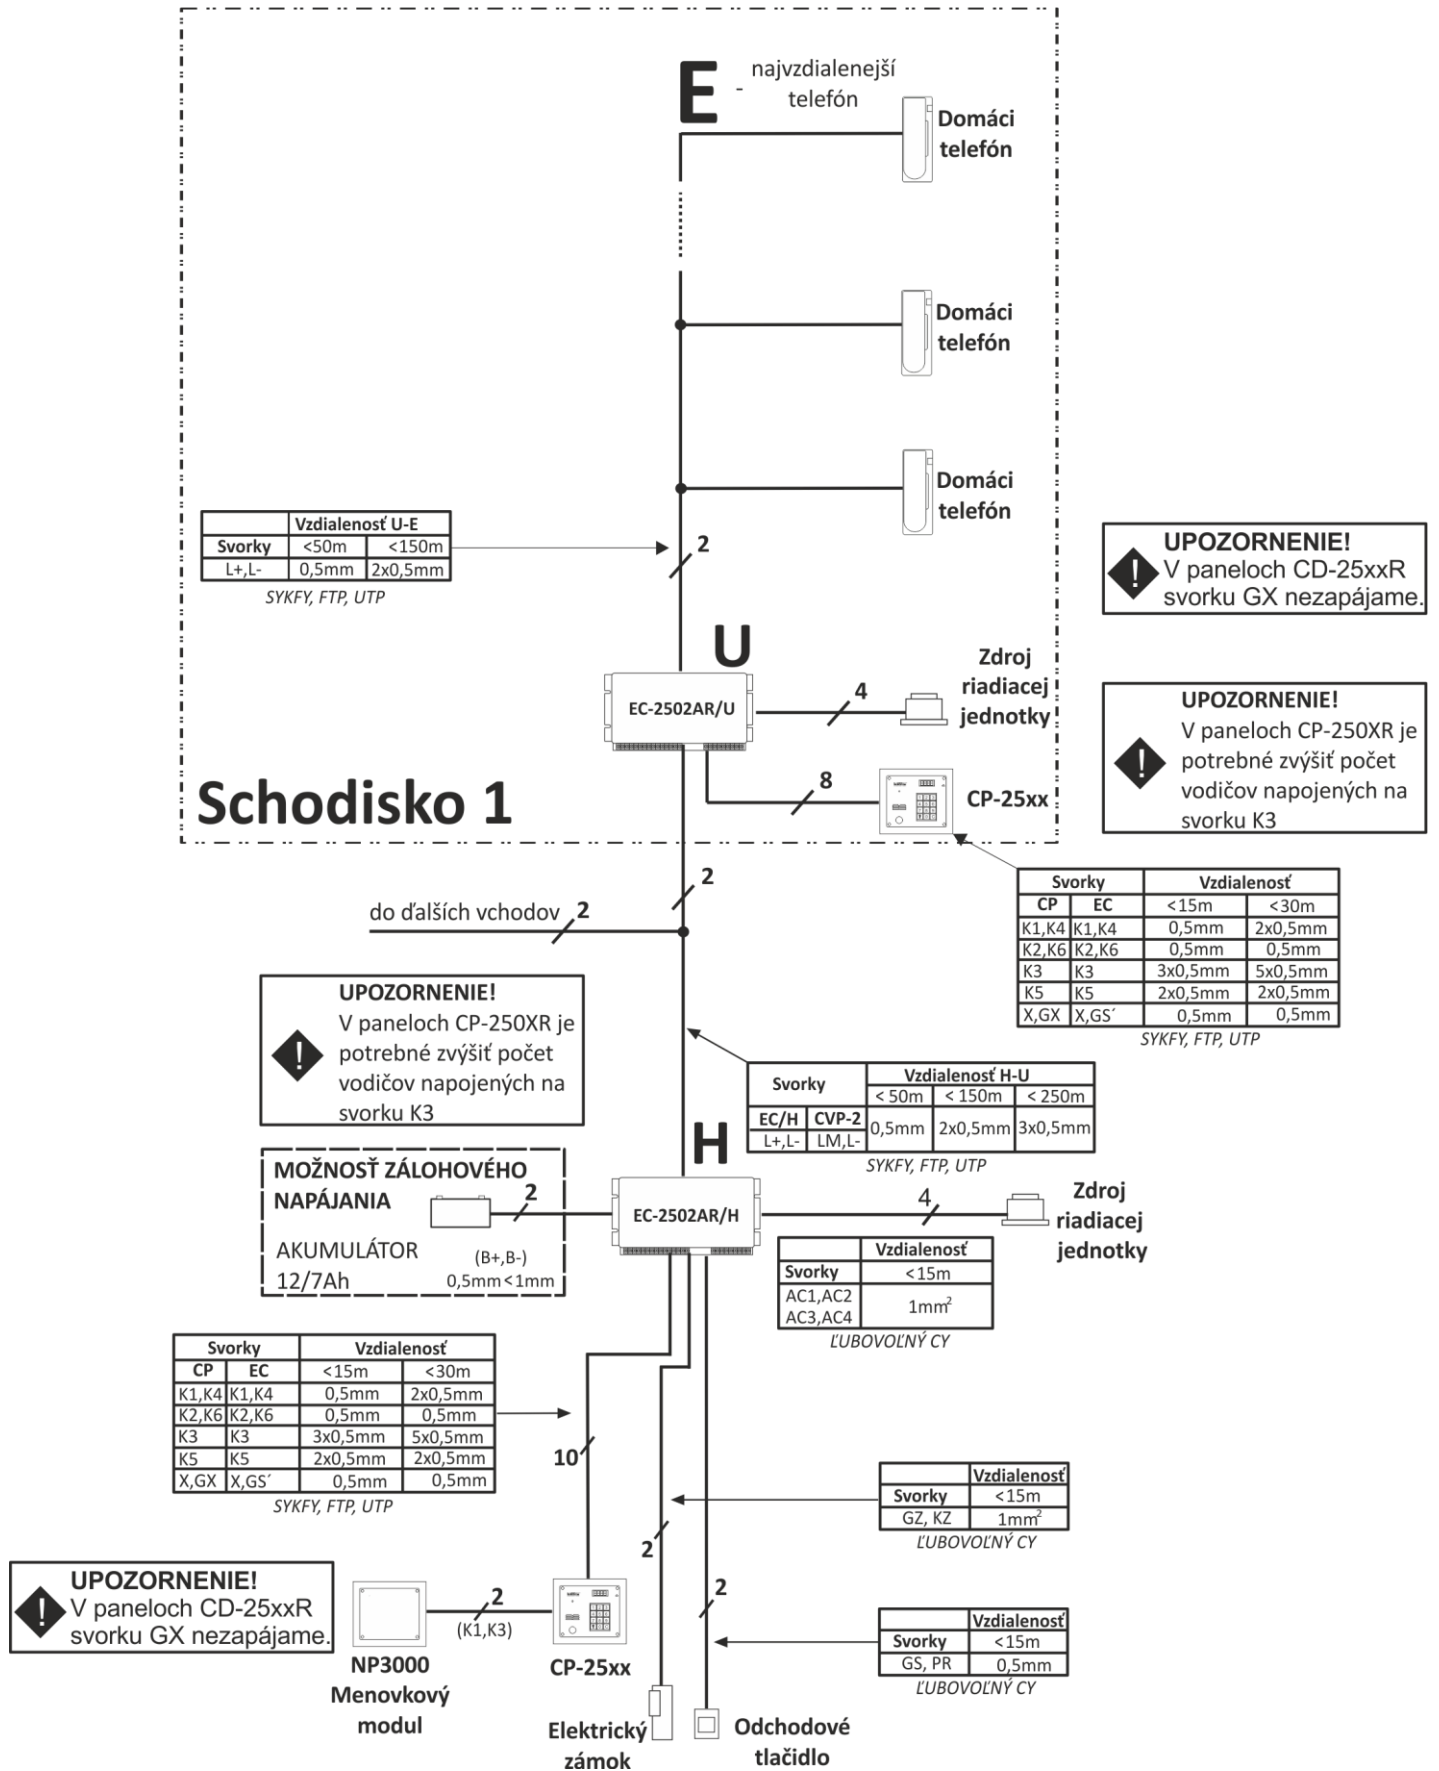 E
- najvzdialenejší
telefón
Domáci
telefón
Domáci
telefón
Domáci
telefón
Vzdialenosť U-E
Svorky <50m <150m
L+,L- 0,5mm 2x0,5mm
SYKFY, FTP, UTP
2
UPOZORNENIE!
V paneloch CD-25xxR
svorku GX nezapájame.
U
EC-2502AR/U
4
Zdroj
riadiacej
jednotky
UPOZORNENIE!
V paneloch CP-250XR je
potrebné zvýšiť počet
vodičov napojených na
svorku K3
Schodisko 1
8
CP-25xx
2
do ďalších vchodov 2
Svorky Vzdialenosť
CP EC <15m <30m
K1,K4 K1,K4 0,5mm 2x0,5mm
K2,K6 K2,K6 0,5mm 0,5mm
K3 K3 3x0,5mm 5x0,5mm
K5 K5 2x0,5mm 2x0,5mm
X,GX X,GS´ 0,5mm 0,5mm
SYKFY, FTP, UTP
UPOZORNENIE!
V paneloch CP-250XR je
potrebné zvýšiť počet
vodičov napojených na
svorku K3
Svorky Vzdialenosť H-U
< 50m < 150m < 250m
EC/H CVP-2 0,5mm 2x0,5mm 3x0,5mm
L+,L- LM,L-
SYKFY, FTP, UTP
H
MOŽNOSŤ ZÁLOHOVÉHO
NAPÁJANIA
2
AKUMULÁTOR
12/7Ah
(B+,B-)
0,5mm<1mm
EC-2502AR/H
4
Zdroj
riadiacej
jednotky
Vzdialenosť
Svorky <15m
AC1,AC2
AC3,AC4 1mm²
ĽUBOVOĽNÝ CY
Svorky Vzdialenosť
CP EC <15m <30m
K1,K4 K1,K4 0,5mm 2x0,5mm
K2,K6 K2,K6 0,5mm 0,5mm
K3 K3 3x0,5mm 5x0,5mm
K5 K5 2x0,5mm 2x0,5mm
X,GX X,GS´ 0,5mm 0,5mm
SYKFY, FTP, UTP
10
Vzdialenosť
Svorky <15m
GZ, KZ 1mm²
ĽUBOVOĽNÝ CY
2
2
UPOZORNENIE!
V paneloch CD-25xxR
svorku GX nezapájame.
2
(K1,K3)
NP3000
Menovkový
modul
CP-25xx
Vzdialenosť
Svorky <15m
GS, PR 0,5mm
ĽUBOVOĽNÝ CY
Elektrický
zámok
Odchodové
tlačidlo